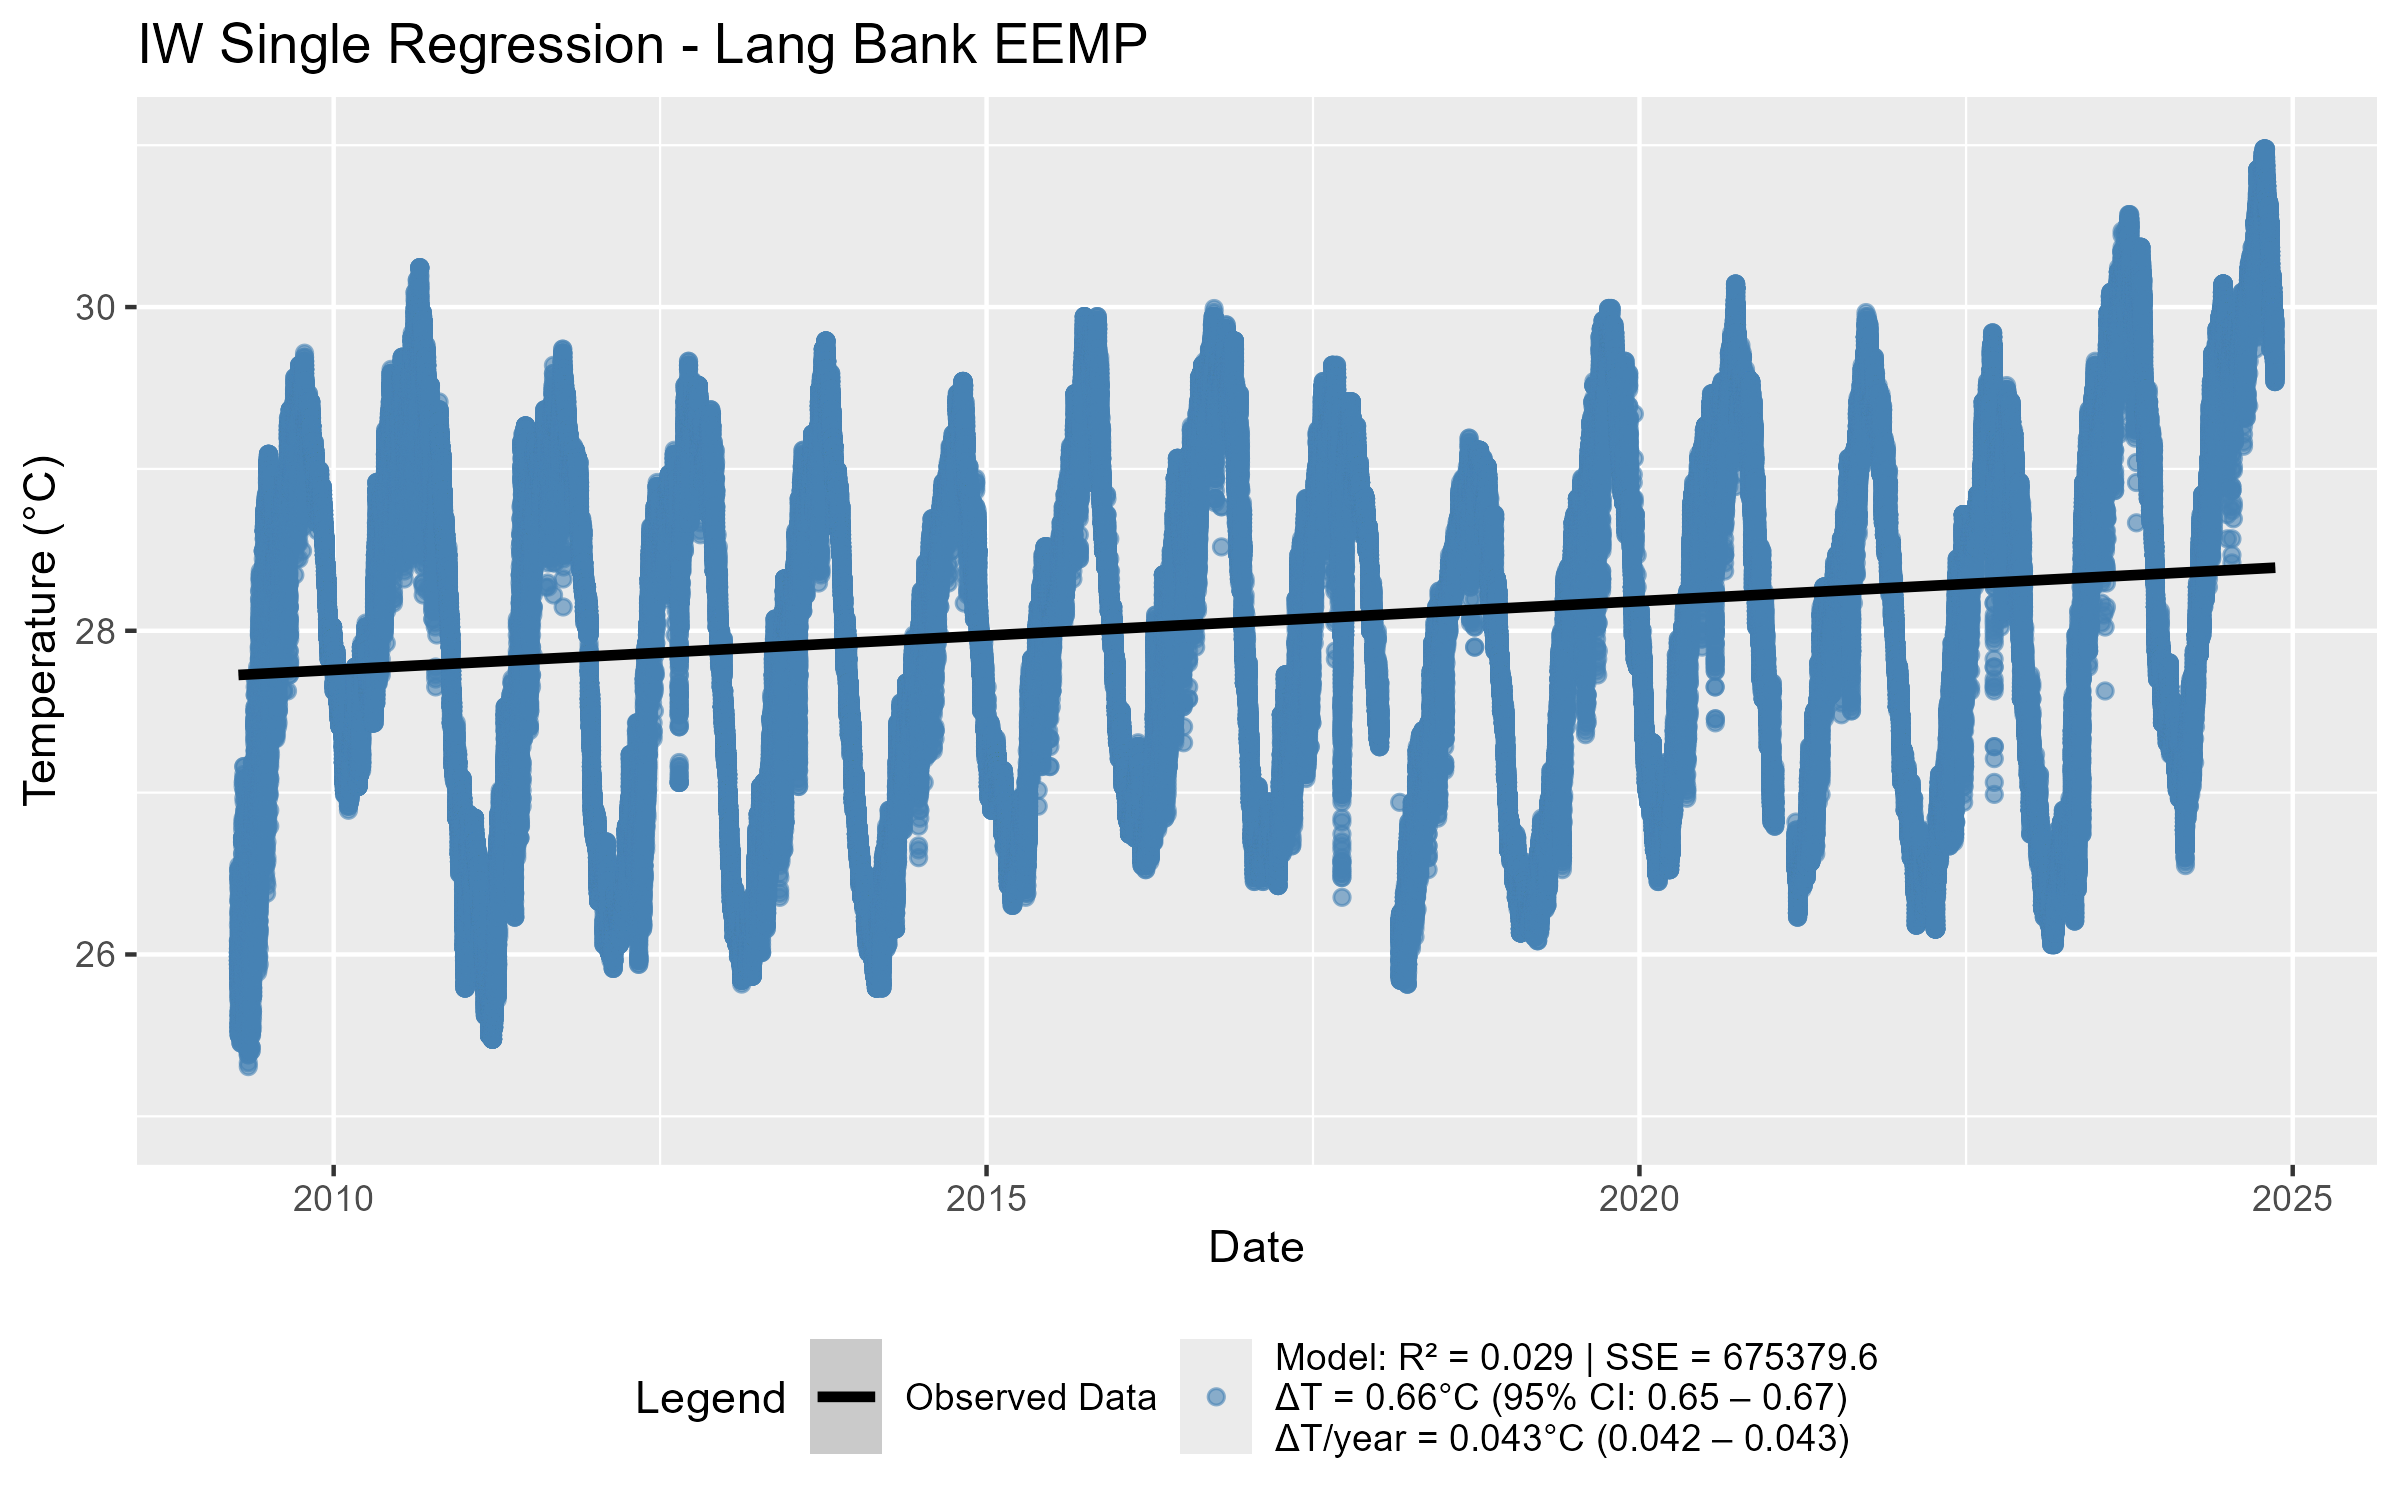 IW Single Regression - Lang Bank EEMP
Temperature (°C)
30
28
26
2010
2015
2020
2025
Date
Legend
Observed Data
Model: R² = 0.029 | SSE = 675379.6
ΔT = 0.66°C (95% CI: 0.65 – 0.67)
ΔT/year = 0.043°C (0.042 – 0.043)